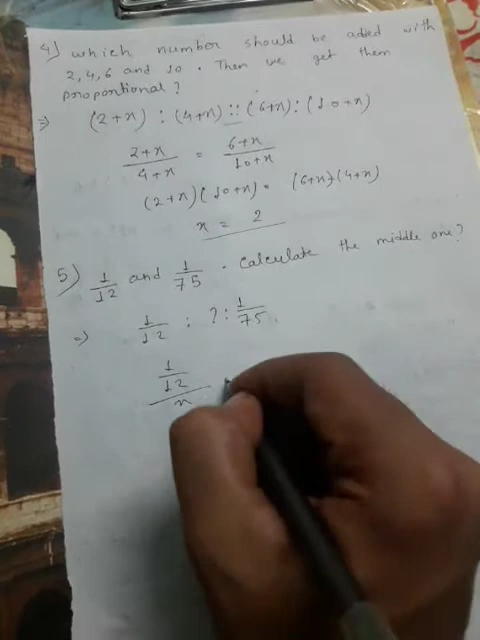 4) which number should be added with
2, 4, 6 and 10. Then we get them
proportional?
⇒ (2+x) : (4+x) :: (6+x) : (10+x)
2+x/4+x = 6+x/10+x
(2+x)(10+x) = (6+x)(4+x)
x = 2
5) 1/12 and 1/75. Calculate the middle one?
⇒ 1/12 : ? : 1/75
1/12/x